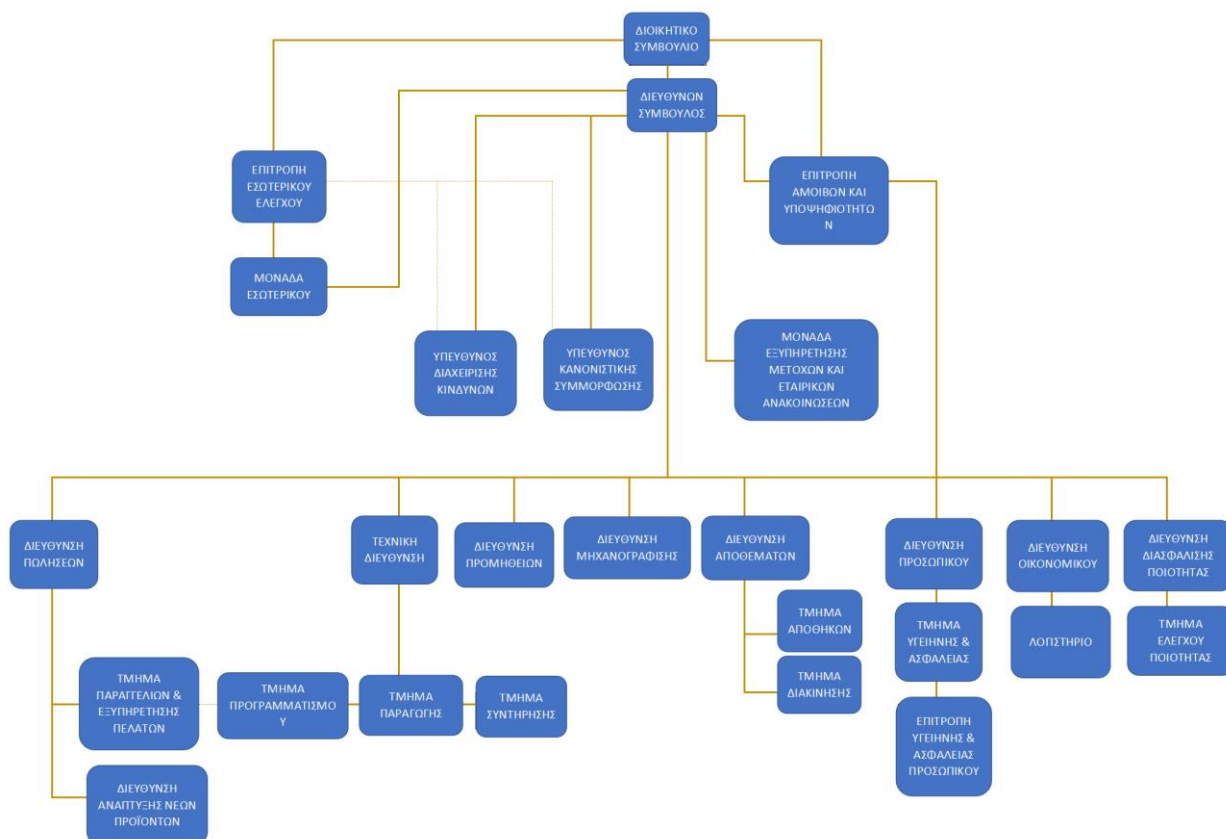 ΔΙΟΙΚΗΤΙΚΟ
ΣΥΜΒΟΥΛΙΟ
ΔΙΕΥΘΥΝΩΝ
ΣΥΜΒΟΥΛΟΣ
ΕΠΙΤΡΟΠΗ
ΕΣΩΤΕΡΙΚΟΥ
ΕΛΕΓΧΟΥ
ΕΠΙΤΡΟΠΗ
ΑΜΟΙΒΩΝ ΚΑΙ
ΥΠΟΨΗΦΙΟΤΗΤΩ
Ν
ΜΟΝΑΔΑ
ΕΣΩΤΕΡΙΚΟΥ
ΥΠΕΥΘΥΝΟΣ
ΔΙΑΧΕΙΡΙΣΗΣ
ΚΙΝΔΥΝΩΝ
ΥΠΕΥΘΥΝΟΣ
ΚΑΝΟΝΙΣΤΙΚΗΣ
ΣΥΜΜΟΡΦΩΣΗΣ
ΜΟΝΑΔΑ
ΕΞΥΠΗΡΕΤΗΣΗΣ
ΜΕΤΟΧΩΝ ΚΑΙ
ΕΤΑΙΡΙΚΩΝ
ΑΝΑΚΟΙΝΩΣΕΩΝ
ΔΙΕΥΘΥΝΣΗ
ΠΩΛΗΣΕΩΝ
ΤΕΧΝΙΚΗ
ΔΙΕΥΘΥΝΣΗ
ΔΙΕΥΘΥΝΣΗ
ΠΡΟΜΗΘΕΙΩΝ
ΔΙΕΥΘΥΝΣΗ
ΜΗΧΑΝΟΓΡΑΦΙΣΗΣ
ΔΙΕΥΘΥΝΣΗ
ΑΠΟΘΕΜΑΤΩΝ
ΔΙΕΥΘΥΝΣΗ
ΠΡΟΣΩΠΙΚΟΥ
ΔΙΕΥΘΥΝΣΗ
ΟΙΚΟΝΟΜΙΚΟΥ
ΔΙΕΥΘΥΝΣΗ
ΔΙΑΣΦΑΛΙΣΗΣ
ΠΟΙΟΤΗΤΑΣ
ΤΜΗΜΑ
ΑΠΟΘΗΚΩΝ
ΤΜΗΜΑ
ΥΓΕΙΗΝΗΣ &
ΑΣΦΑΛΕΙΑΣ
ΛΟΓΙΣΤΗΡΙΟ
ΤΜΗΜΑ
ΕΛΕΓΧΟΥ
ΠΟΙΟΤΗΤΑΣ
ΤΜΗΜΑ
ΔΙΑΚΙΝΗΣΗΣ
ΤΜΗΜΑ
ΠΑΡΑΓΓΕΛΙΩΝ &
ΕΞΥΠΗΡΕΤΗΣΗΣ
ΠΕΛΑΤΩΝ
ΤΜΗΜΑ
ΠΡΟΓΡΑΜΜΑΤΙΣΜΟ
Υ
ΤΜΗΜΑ
ΠΑΡΑΓΩΓΗΣ
ΤΜΗΜΑ
ΣΥΝΤΗΡΗΣΗΣ
ΕΠΙΤΡΟΠΗ
ΥΓΕΙΗΝΗΣ &
ΑΣΦΑΛΕΙΑΣ
ΠΡΟΣΩΠΙΚΟΥ
ΔΙΕΥΘΥΝΣΗ
ΑΝΑΠΤΥΞΗΣ ΝΕΩΝ
ΠΡΟΪΟΝΤΩΝ